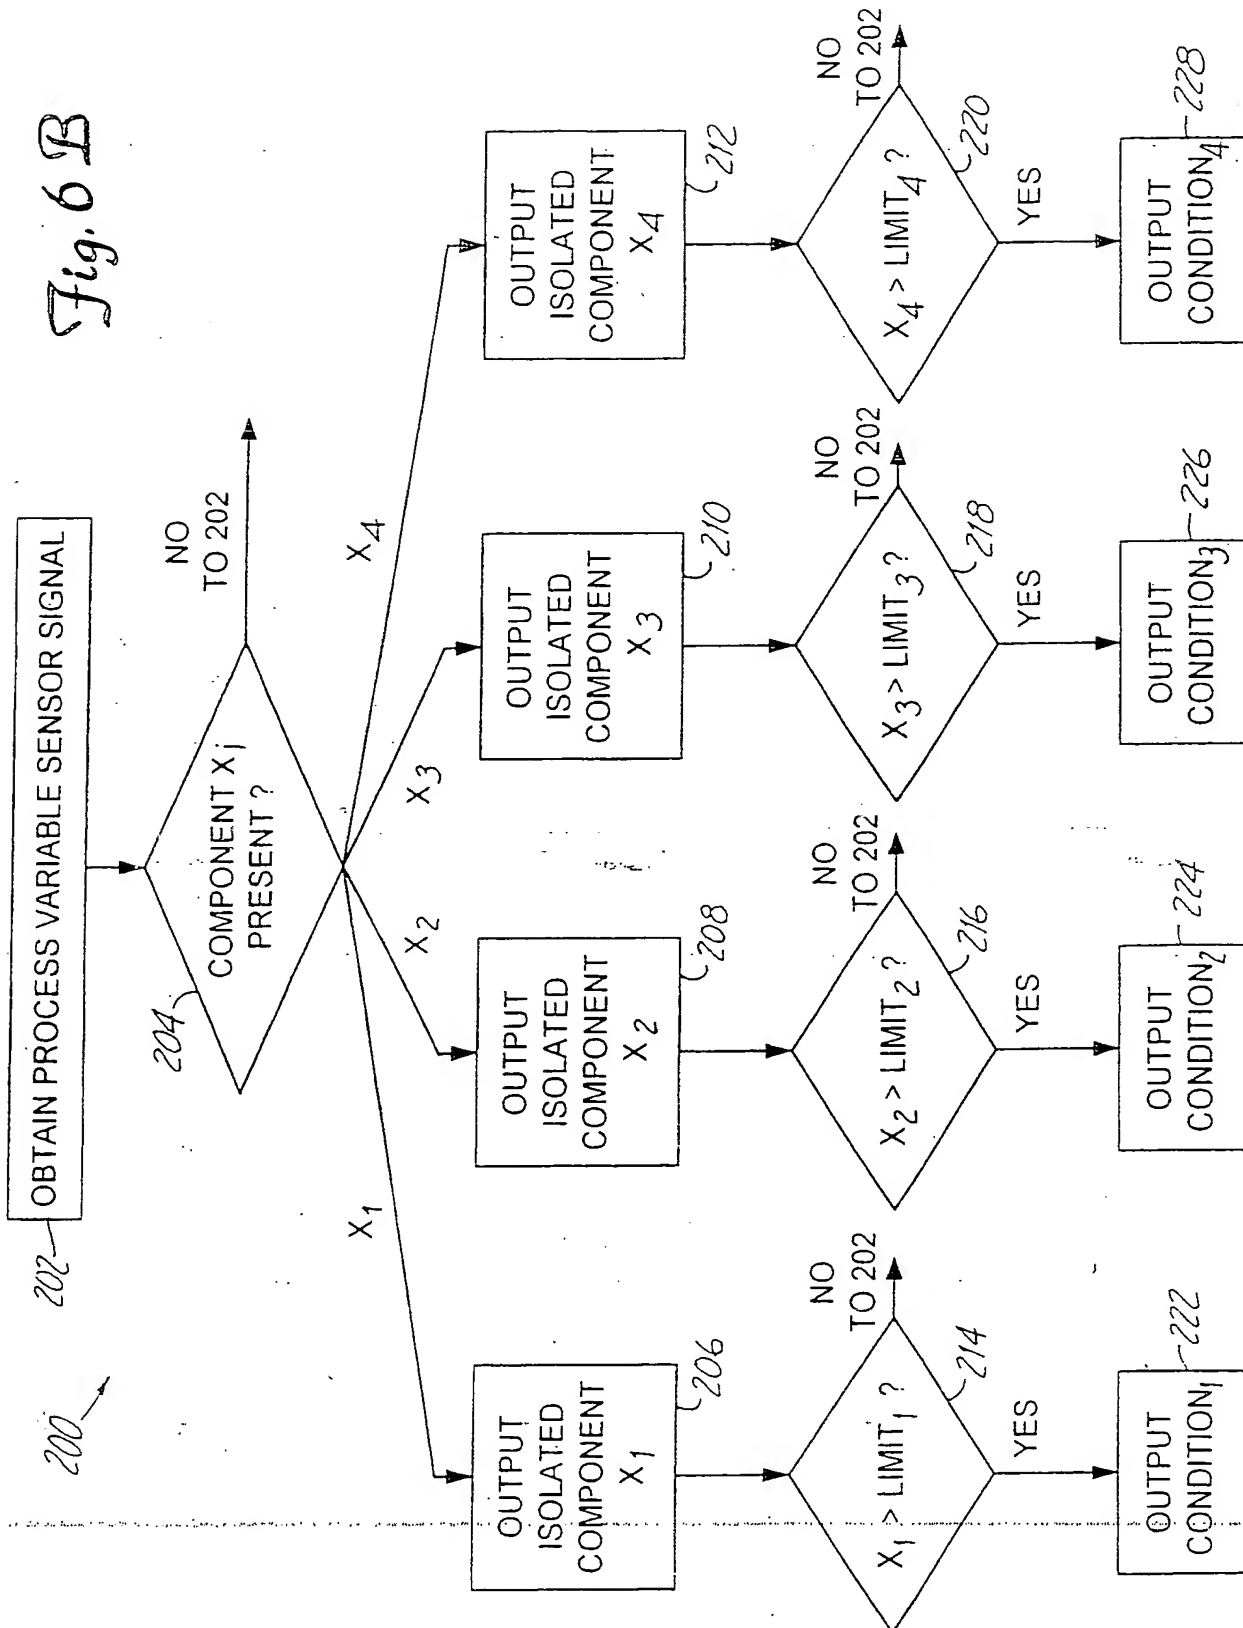 Fig. 6 B
200
202
OBTAIN PROCESS VARIABLE SENSOR SIGNAL
204
COMPONENT Xj
PRESENT ?
NO
TO 202
X1
X2
X3
X4
OUTPUT
ISOLATED
COMPONENT
X1
206
OUTPUT
ISOLATED
COMPONENT
X2
208
OUTPUT
ISOLATED
COMPONENT
X3
210
OUTPUT
ISOLATED
COMPONENT
X4
212
X1 > LIMIT1 ?
214
NO
TO 202
YES
X2 > LIMIT2 ?
216
NO
TO 202
YES
X3 > LIMIT3 ?
218
NO
TO 202
YES
X4 > LIMIT4 ?
220
NO
TO 202
YES
OUTPUT
CONDITION1
222
OUTPUT
CONDITION2
224
OUTPUT
CONDITION3
226
OUTPUT
CONDITION4
228